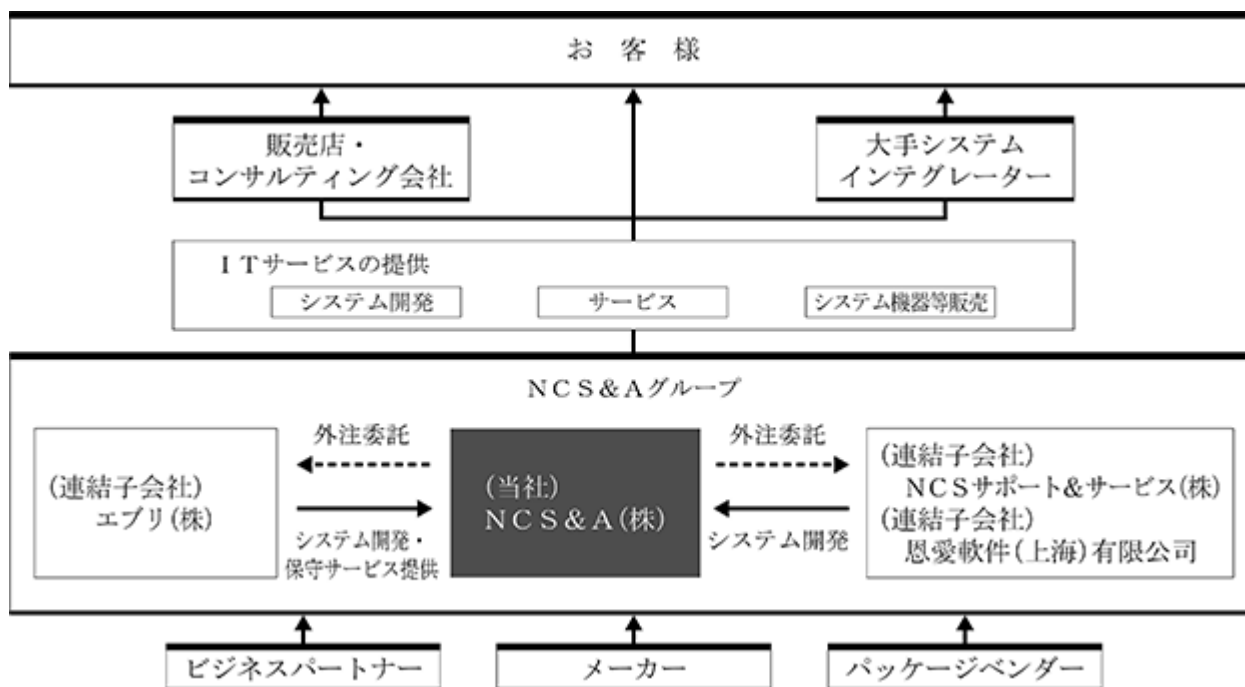 お 客 様
販売店・
コンサルティング会社
大手システム
インテグレーター
ＩＴサービスの提供
システム開発
サービス
システム機器等販売
ＮＣＳ＆Ａグループ
(連結子会社)
エブリ(株)
外注委託
システム開発・
保守サービス提供
(当社)
ＮＣＳ＆Ａ(株)
外注委託
システム開発
(連結子会社)
ＮＣＳサポート＆サービス(株)
(連結子会社)
恩愛軟件(上海)有限公司
ビジネスパートナー
メーカー
パッケージベンダー